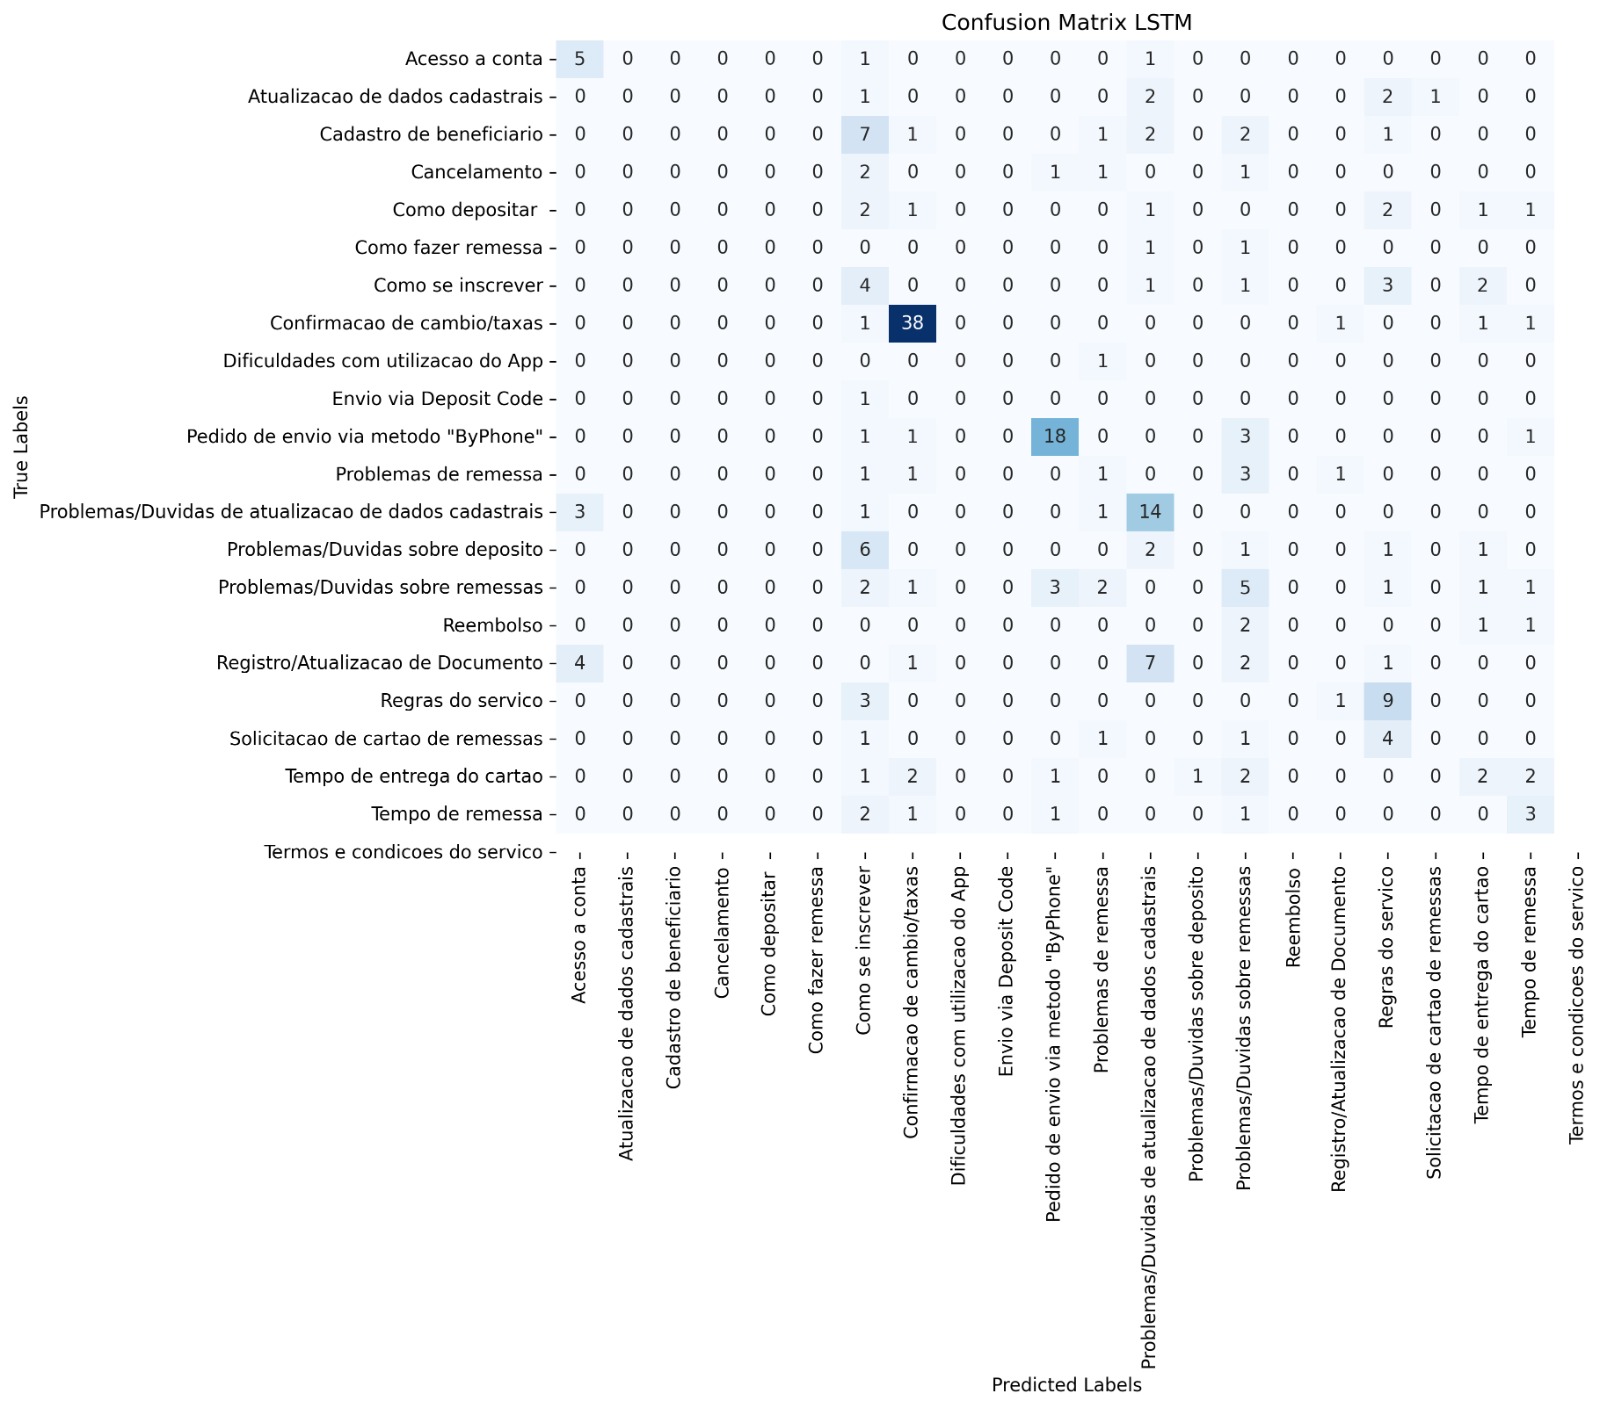 Confusion Matrix LSTM
True Labels
Acesso a conta 5 0 0 0 0 0 1 0 0 0 0 0 1 0 0 0 0 0 0 0 0
Atualizacao de dados cadastrais 0 0 0 0 0 0 1 0 0 0 0 0 2 0 0 0 0 2 1 0 0
Cadastro de beneficiario 0 0 0 0 0 0 7 1 0 0 0 1 2 0 2 0 0 1 0 0 0
Cancelamento 0 0 0 0 0 0 2 0 0 0 1 1 0 0 1 0 0 0 0 0 0
Como depositar 0 0 0 0 0 0 2 1 0 0 0 0 1 0 0 0 0 2 0 1 1
Como fazer remessa 0 0 0 0 0 0 0 0 0 0 0 0 1 0 1 0 0 0 0 0 0
Como se inscrever 0 0 0 0 0 0 4 0 0 0 0 0 1 0 1 0 0 3 0 2 0
Confirmacao de cambio/taxas 0 0 0 0 0 0 1 38 0 0 0 0 0 0 0 0 1 0 0 1 1
Dificuldades com utilizacao do App 0 0 0 0 0 0 0 0 0 0 0 1 0 0 0 0 0 0 0 0 0
Envio via Deposit Code 0 0 0 0 0 0 1 0 0 0 0 0 0 0 0 0 0 0 0 0 0
Pedido de envio via metodo "ByPhone" 0 0 0 0 0 0 1 1 0 0 18 0 0 0 3 0 0 0 0 0 1
Problemas de remessa 0 0 0 0 0 0 1 1 0 0 0 1 0 0 3 0 1 0 0 0 0
Problemas/Duvidas de atualizacao de dados cadastrais 3 0 0 0 0 0 1 0 0 0 0 1 14 0 0 0 0 0 0 0 0
Problemas/Duvidas sobre deposito 0 0 0 0 0 0 6 0 0 0 0 0 2 0 1 0 0 1 0 1 0
Problemas/Duvidas sobre remessas 0 0 0 0 0 0 2 1 0 0 3 2 0 0 5 0 0 1 0 1 1
Reembolso 0 0 0 0 0 0 0 0 0 0 0 0 0 0 2 0 0 0 0 1 1
Registro/Atualizacao de Documento 4 0 0 0 0 0 0 1 0 0 0 0 7 0 2 0 0 1 0 0 0
Regras do servico 0 0 0 0 0 0 3 0 0 0 0 0 0 0 0 0 1 9 0 0 0
Solicitacao de cartao de remessas 0 0 0 0 0 0 1 0 0 0 0 1 0 0 1 0 0 4 0 0 0
Tempo de entrega do cartao 0 0 0 0 0 0 1 2 0 0 1 0 0 1 2 0 0 0 0 2 2
Tempo de remessa 0 0 0 0 0 0 2 1 0 0 1 0 0 0 1 0 0 0 0 0 3
Termos e condicoes do servico
Acesso a conta
Atualizacao de dados cadastrais
Cadastro de beneficiario
Cancelamento
Como depositar
Como fazer remessa
Como se inscrever
Confirmacao de cambio/taxas
Dificuldades com utilizacao do App
Envio via Deposit Code
Pedido de envio via metodo "ByPhone"
Problemas de remessa
Problemas/Duvidas de atualizacao de dados cadastrais
Problemas/Duvidas sobre deposito
Problemas/Duvidas sobre remessas
Reembolso
Registro/Atualizacao de Documento
Regras do servico
Solicitacao de cartao de remessas
Tempo de entrega do cartao
Tempo de remessa
Termos e condicoes do servico
Predicted Labels